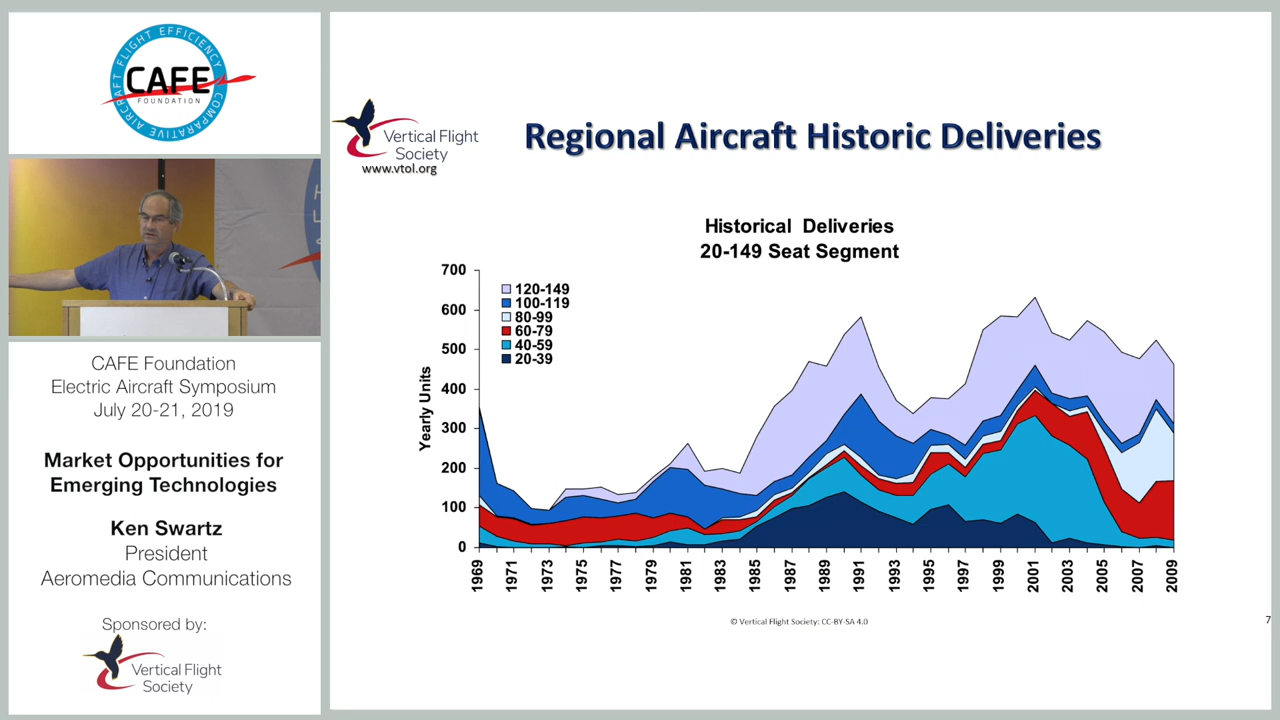 COMPARATIVE AIRCRAFT FLIGHT EFFICIENCY
CAFE
FOUNDATION
CAFE Foundation
Electric Aircraft Symposium
July 20-21, 2019
Market Opportunities for
Emerging Technologies
Ken Swartz
President
Aeromedia Communications
Sponsored by:
Vertical Flight
Society
Vertical Flight
Society
www.vtol.org
Regional Aircraft Historic Deliveries
Historical Deliveries
20-149 Seat Segment
Yearly Units
700
600
500
400
300
200
100
0
120-149
100-119
80-99
60-79
40-59
20-39
1969
1971
1973
1975
1977
1979
1981
1983
1985
1987
1989
1991
1993
1995
1997
1999
2001
2003
2005
2007
2009
© Vertical Flight Society: CC-BY-SA 4.0
7